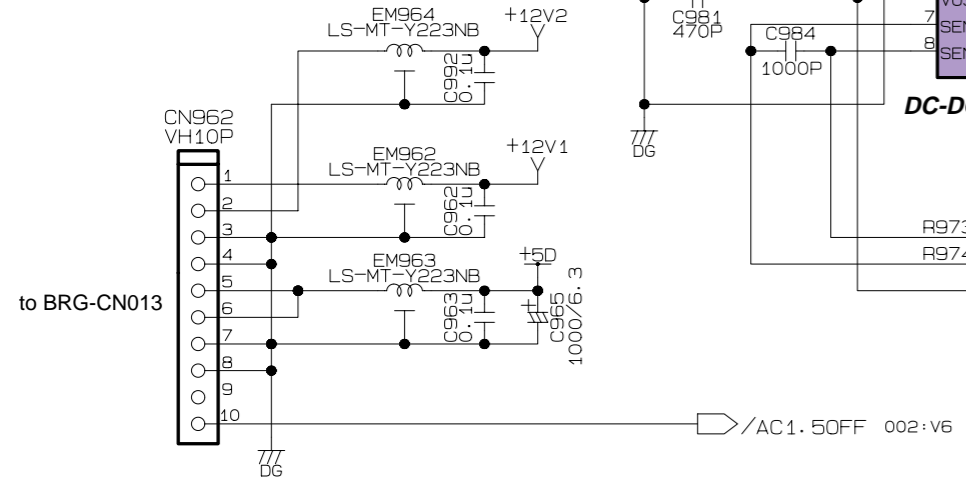 EM964
LS-MT-Y223NB
+12V2
C992
0.1u
C981
470P
C984
1000P
7
SEN
8
SEN
DC-D
DG
CN962
VH10P
EM962
LS-MT-Y223NB
+12V1
C962
0.1u
1
2
3
4
5
6
7
8
9
10
EM963
LS-MT-Y223NB
+5D
C963
0.1u
+
C965
1000/6.3
R973
R974
to BRG-CN013
/AC1.5OFF 002:V6
DG